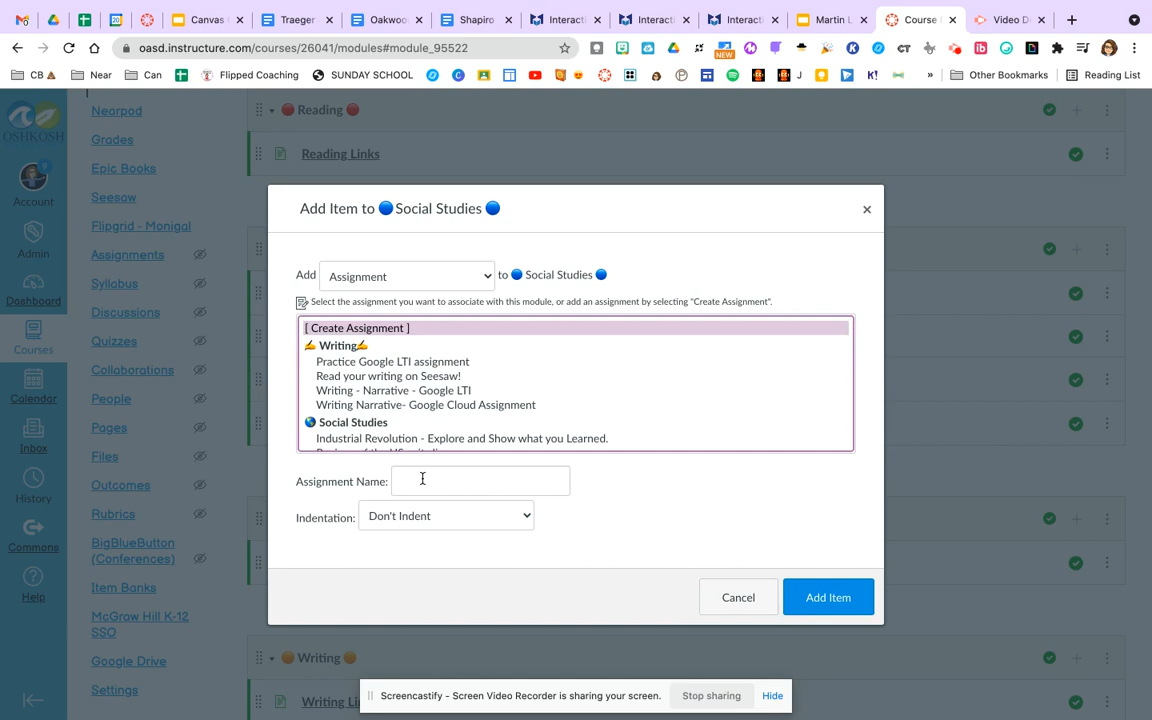 Canvas
Traeger
Oakwoo
Shapiro
Interacti
Interact
Interacti
Martin L
Course
Video D
oasd.instructure.com/courses/26041/modules#module_95522
NEW
CB
Near
Can
Flipped Coaching
SUNDAY SCHOOL
J
K!
»
Other Bookmarks
Reading List
OSHKOSH
Account
Admin
Dashboard
Courses
Calendar
Inbox
History
Commons
Help
Nearpod
Grades
Epic Books
Seesaw
Flipgrid - Monigal
Assignments
Syllabus
Discussions
Quizzes
Collaborations
People
Pages
Files
Outcomes
Rubrics
BigBlueButton
(Conferences)
Item Banks
McGraw Hill K-12
SSO
Google Drive
Settings
Reading
Reading Links
Add Item to Social Studies
Add Assignment to Social Studies
Select the assignment you want to associate with this module, or add an assignment by selecting "Create Assignment".
[ Create Assignment ]
Writing
Practice Google LTI assignment
Read your writing on Seesaw!
Writing - Narrative - Google LTI
Writing Narrative- Google Cloud Assignment
Social Studies
Industrial Revolution - Explore and Show what you Learned.
Assignment Name:
Indentation: Don't Indent
Cancel
Add Item
Writing
Writing Li
Screencastify - Screen Video Recorder is sharing your screen.
Stop sharing
Hide